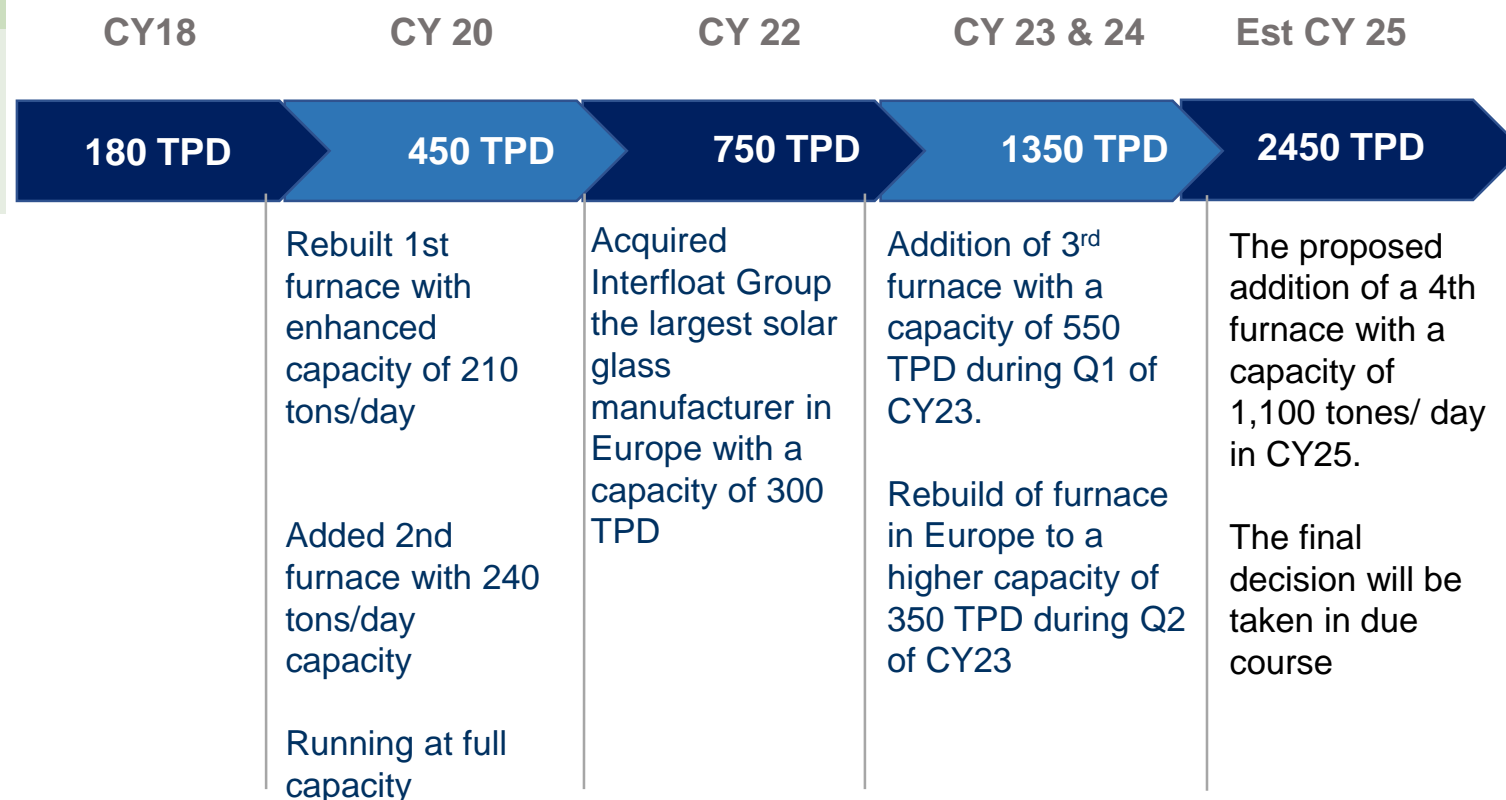 CY18
CY 20
CY 22
CY 23 & 24
Est CY 25
180 TPD
450 TPD
750 TPD
1350 TPD
2450 TPD
Rebuilt 1st
furnace with
enhanced
capacity of 210
tons/day
Added 2nd
furnace with 240
tons/day
capacity
Running at full
capacity
Acquired
Interfloat Group
the largest solar
glass
manufacturer in
Europe with a
capacity of 300
TPD
Addition of 3rd
furnace with a
capacity of 550
TPD during Q1 of
CY23.
Rebuild of furnace
in Europe to a
higher capacity of
350 TPD during Q2
of CY23
The proposed
addition of a 4th
furnace with a
capacity of
1,100 tones/ day
in CY25.
The final
decision will be
taken in due
course